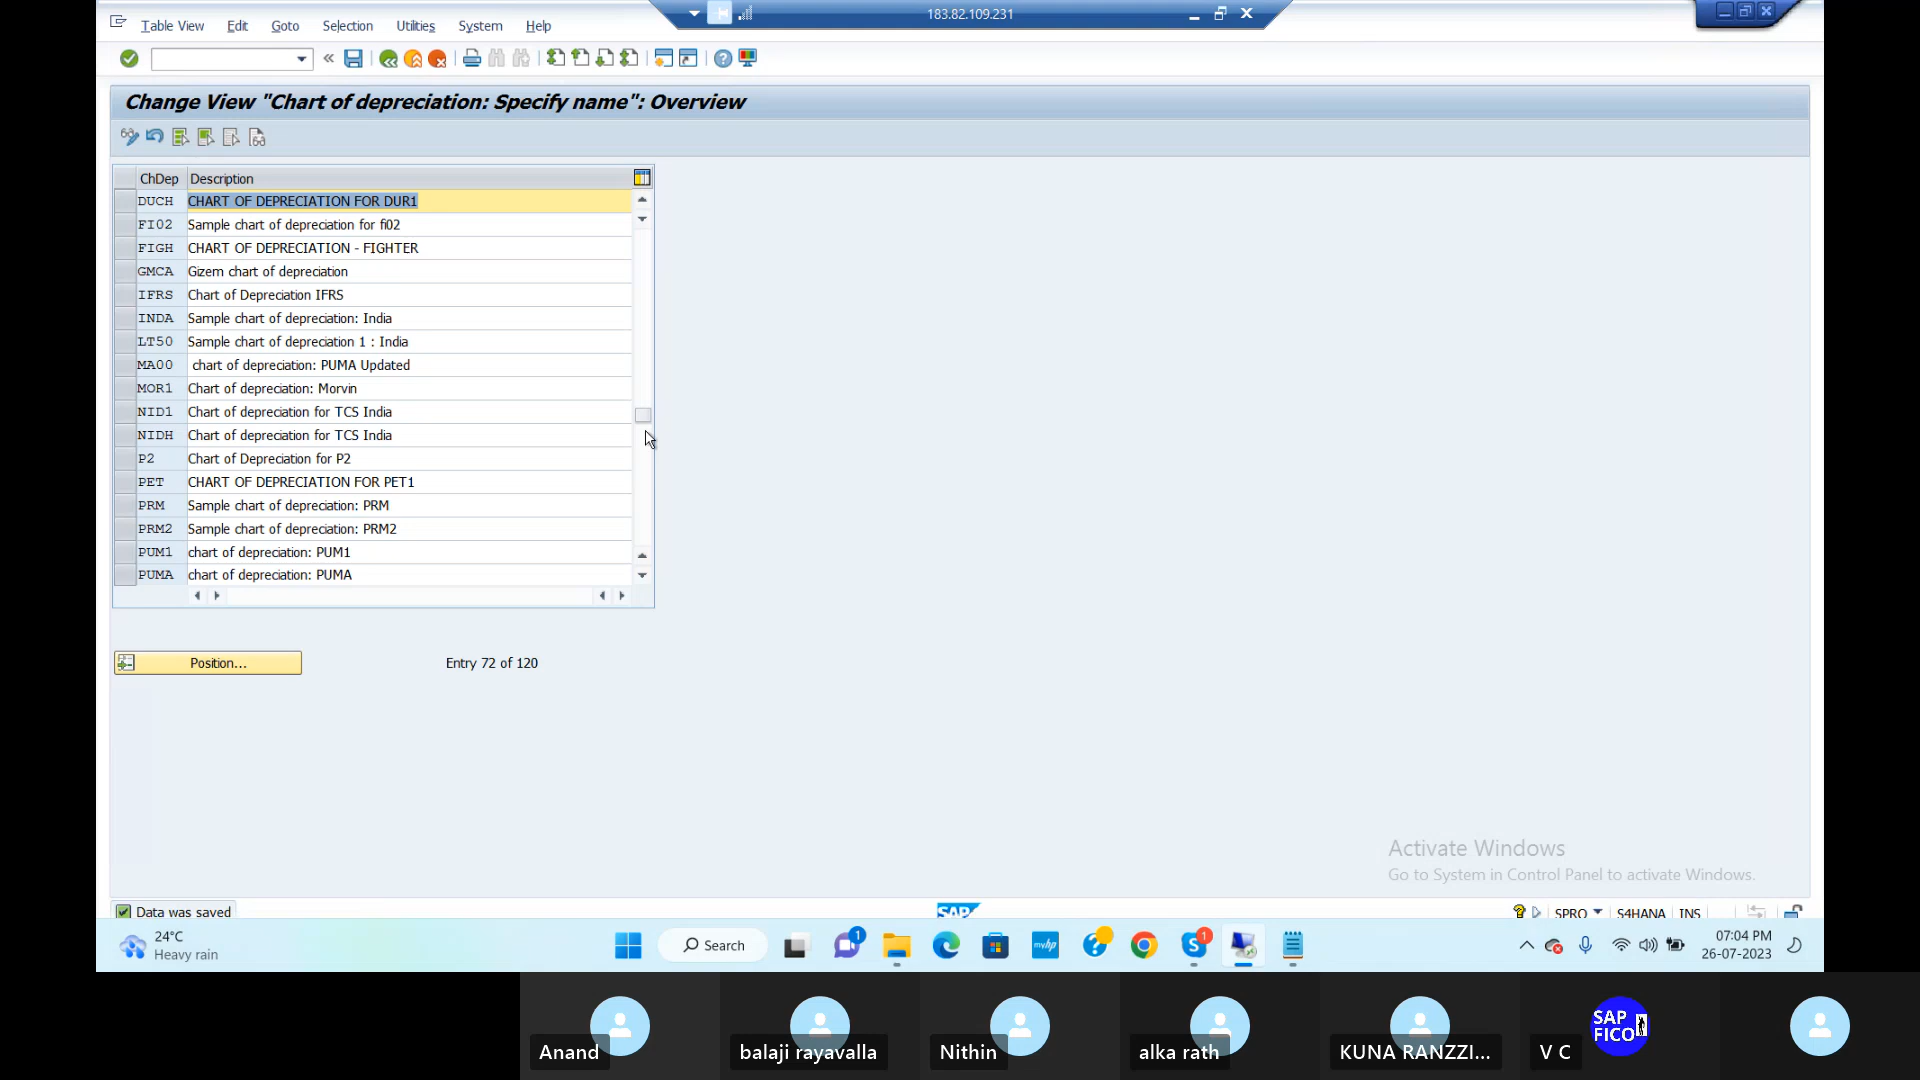 183.82.109.231
Table View Edit Goto Selection Utilities System Help
Change View "Chart of depreciation: Specify name": Overview
ChDep Description
DUCH CHART OF DEPRECIATION FOR DUR1
FI02 Sample chart of depreciation for fi02
FIGH CHART OF DEPRECIATION - FIGHTER
GMCA Gizem chart of depreciation
IFRS Chart of Depreciation IFRS
INDA Sample chart of depreciation: India
LT50 Sample chart of depreciation 1 : India
MA00 chart of depreciation: PUMA Updated
MOR1 Chart of depreciation: Morvin
NID1 Chart of depreciation for TCS India
NIDH Chart of depreciation for TCS India
P2 Chart of Depreciation for P2
PET CHART OF DEPRECIATION FOR PET1
PRM Sample chart of depreciation: PRM
PRM2 Sample chart of depreciation: PRM2
PUM1 chart of depreciation: PUM1
PUMA chart of depreciation: PUMA
Position... Entry 72 of 120
Activate Windows
Go to System in Control Panel to activate Windows.
Data was saved SAP SPRO S4HANA INS
24°C
Heavy rain
Search
1
myhp
1
07:04 PM
26-07-2023
Anand
balaji rayavalla
Nithin
alka rath
KUNA RANZZI...
SAP
FICO
V C